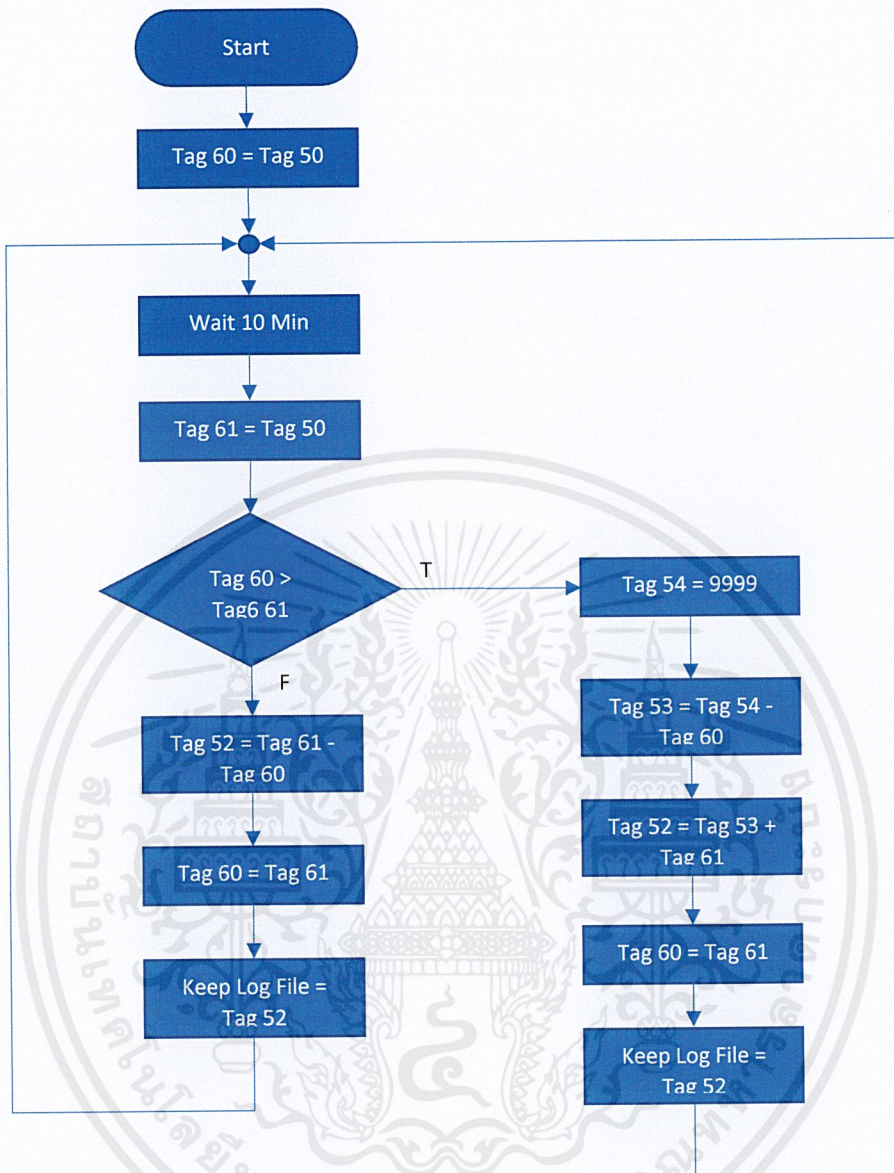 Start
Tag 60 = Tag 50
Wait 10 Min
Tag 61 = Tag 50
Tag 60 >
Tag6 61
T
F
Tag 52 = Tag 61 -
Tag 60
Tag 60 = Tag 61
Keep Log File =
Tag 52
Tag 54 = 9999
Tag 53 = Tag 54 -
Tag 60
Tag 52 = Tag 53 +
Tag 61
Tag 60 = Tag 61
Keep Log File =
Tag 52